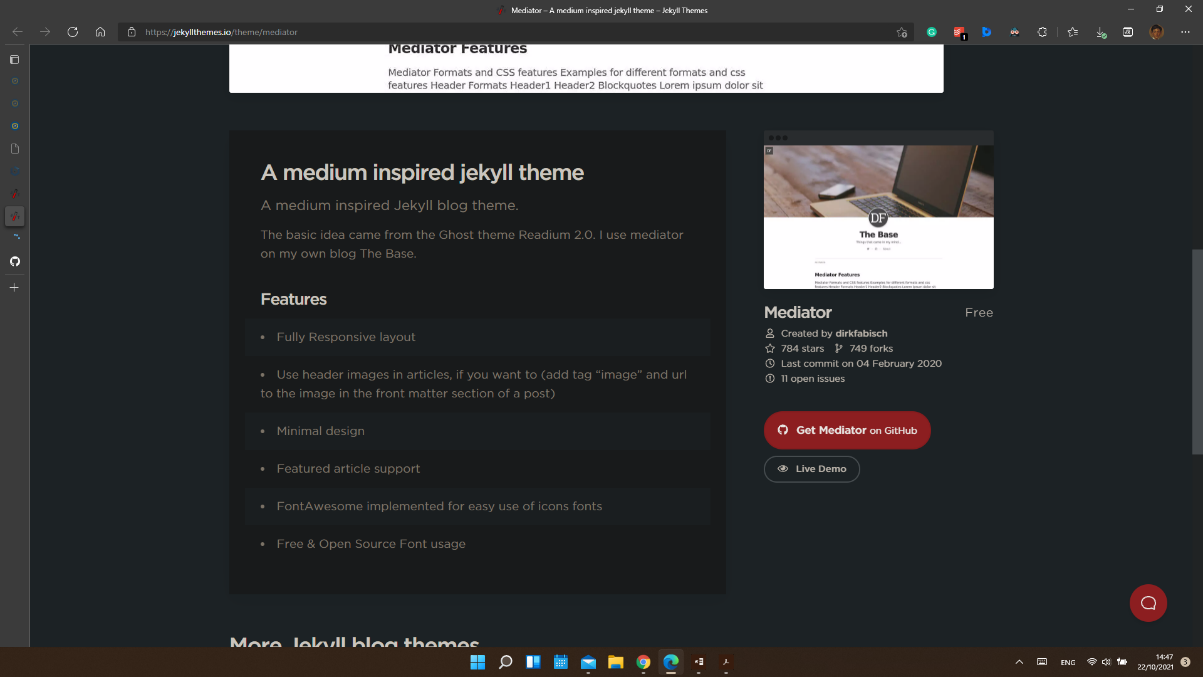 Mediator – A medium inspired jekyll theme – Jekyll Themes
https://jekyllthemes.io/theme/mediator
1
Mediator Features
Mediator Formats and CSS features Examples for different formats and css
features Header Formats Header1 Header2 Blockquotes Lorem ipsum dolor sit
A medium inspired jekyll theme
A medium inspired Jekyll blog theme.
The basic idea came from the Ghost theme Readium 2.0. I use mediator
on my own blog The Base.
Features
• Fully Responsive layout
• Use header images in articles, if you want to (add tag “image” and url
to the image in the front matter section of a post)
• Minimal design
• Featured article support
• FontAwesome implemented for easy use of icons fonts
• Free & Open Source Font usage
DF
The Base
Mediator Features
Mediator Free
Created by dirkfabisch
784 stars 749 forks
Last commit on 04 February 2020
11 open issues
Get Mediator on GitHub
Live Demo
More Jekyll blog themes
ENG
14:47
22/10/2021
3